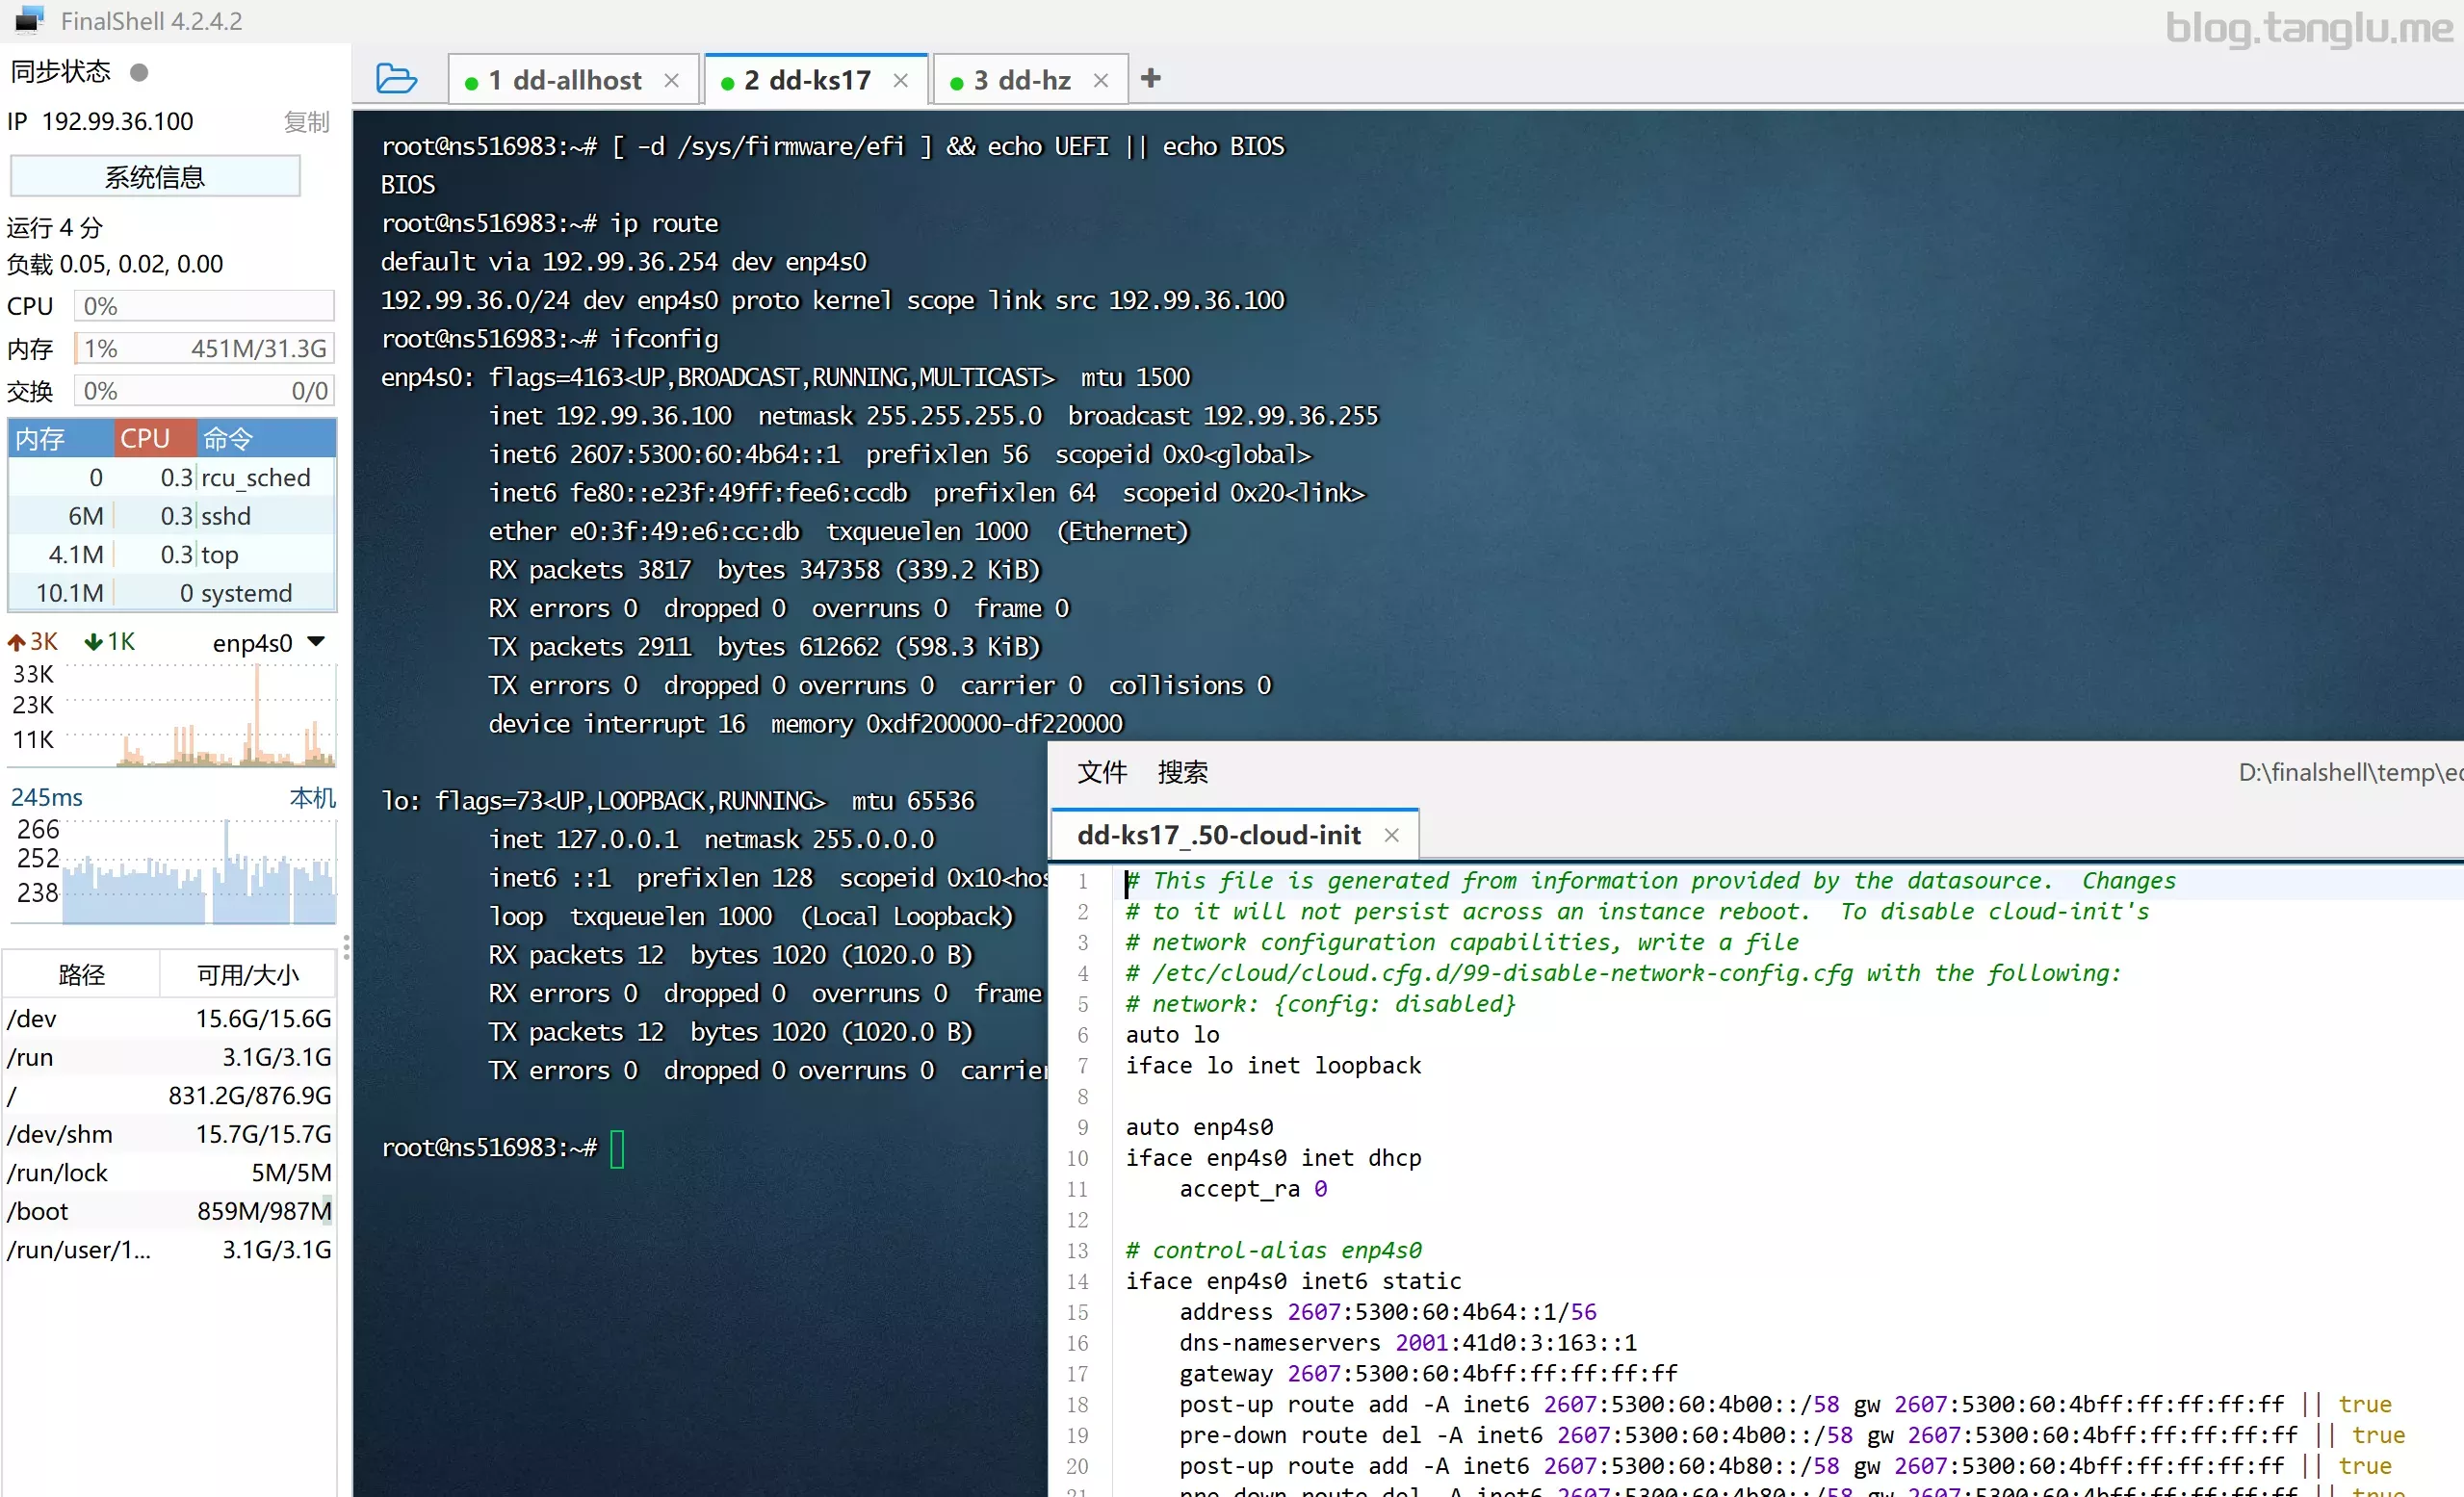 FinalShell 4.2.4.2
blog.tanglu.me
同步状态
IP 192.99.36.100 复制
系统信息
运行 4 分
负载 0.05, 0.02, 0.00
CPU 0%
内存 1% 451M/31.3G
交换 0% 0/0
内存 CPU 命令
0 0.3 rcu_sched
6M 0.3 sshd
4.1M 0.3 top
10.1M 0 systemd
3K 1K enp4s0
33K
23K
11K
245ms 本机
266
252
238
路径 可用/大小
/dev 15.6G/15.6G
/run 3.1G/3.1G
/ 831.2G/876.9G
/dev/shm 15.7G/15.7G
/run/lock 5M/5M
/boot 859M/987M
/run/user/1... 3.1G/3.1G
1 dd-allhost × 2 dd-ks17 × 3 dd-hz × +
root@ns516983:~# [ -d /sys/firmware/efi ] && echo UEFI || echo BIOS
BIOS
root@ns516983:~# ip route
default via 192.99.36.254 dev enp4s0
192.99.36.0/24 dev enp4s0 proto kernel scope link src 192.99.36.100
root@ns516983:~# ifconfig
enp4s0: flags=4163<UP,BROADCAST,RUNNING,MULTICAST>  mtu 1500
        inet 192.99.36.100  netmask 255.255.255.0  broadcast 192.99.36.255
        inet6 2607:5300:60:4b64::1  prefixlen 56  scopeid 0x0<global>
        inet6 fe80::e23f:49ff:fee6:ccdb  prefixlen 64  scopeid 0x20<link>
        ether e0:3f:49:e6:cc:db  txqueuelen 1000  (Ethernet)
        RX packets 3817  bytes 347358 (339.2 KiB)
        RX errors 0  dropped 0  overruns 0  frame 0
        TX packets 2911  bytes 612662 (598.3 KiB)
        TX errors 0  dropped 0 overruns 0  carrier 0  collisions 0
        device interrupt 16  memory 0xdf200000-df220000
lo: flags=73<UP,LOOPBACK,RUNNING>  mtu 65536
        inet 127.0.0.1  netmask 255.0.0.0
        inet6 ::1  prefixlen 128  scopeid 0x10<hos
        loop  txqueuelen 1000  (Local Loopback)
        RX packets 12  bytes 1020 (1020.0 B)
        RX errors 0  dropped 0  overruns 0  frame
        TX packets 12  bytes 1020 (1020.0 B)
        TX errors 0  dropped 0 overruns 0  carrier
root@ns516983:~#
文件 搜索 D:\finalshell\temp\ec
dd-ks17_.50-cloud-init ×
1 # This file is generated from information provided by the datasource.  Changes
2 # to it will not persist across an instance reboot.  To disable cloud-init's
3 # network configuration capabilities, write a file
4 # /etc/cloud/cloud.cfg.d/99-disable-network-config.cfg with the following:
5 # network: {config: disabled}
6 auto lo
7 iface lo inet loopback
8
9 auto enp4s0
10 iface enp4s0 inet dhcp
11     accept_ra 0
12
13 # control-alias enp4s0
14 iface enp4s0 inet6 static
15     address 2607:5300:60:4b64::1/56
16     dns-nameservers 2001:41d0:3:163::1
17     gateway 2607:5300:60:4bff:ff:ff:ff:ff
18     post-up route add -A inet6 2607:5300:60:4b00::/58 gw 2607:5300:60:4bff:ff:ff:ff:ff || true
19     pre-down route del -A inet6 2607:5300:60:4b00::/58 gw 2607:5300:60:4bff:ff:ff:ff:ff || true
20     post-up route add -A inet6 2607:5300:60:4b80::/58 gw 2607:5300:60:4bff:ff:ff:ff:ff || true
21     pre-down route del -A inet6 2607:5300:60:4b80::/58 gw 2607:5300:60:4bff:ff:ff:ff:ff || true